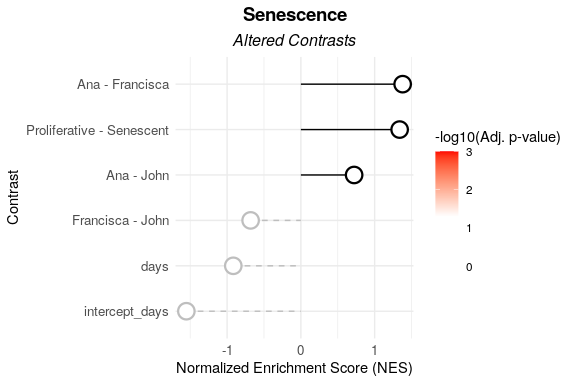 Senescence
Altered Contrasts
Ana - Francisca
Proliferative - Senescent
Ana - John
Francisca - John
days
intercept_days
Contrast
-1
0
1
Normalized Enrichment Score (NES)
-log10(Adj. p-value)
3
2
1
0